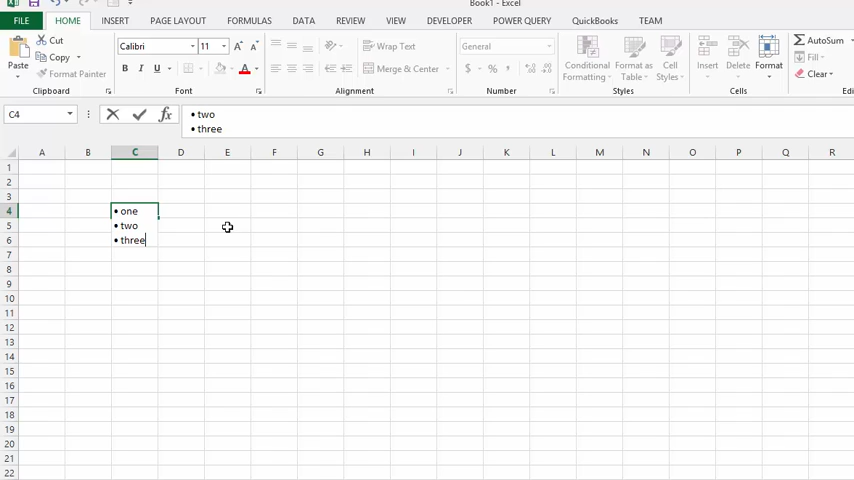 Book1 - Excel
FILE HOME INSERT PAGE LAYOUT FORMULAS DATA REVIEW VIEW DEVELOPER POWER QUERY QuickBooks TEAM
Cut
Copy
Format Painter
Paste
Clipboard
Calibri 11
B I U A
Font
Wrap Text
Merge & Center
Alignment
General
$ % ,
Number
Conditional Formatting
Format as Table
Cell Styles
Styles
Insert Delete Format
Cells
AutoSum
Fill
Clear
C4 fx • two
• three
A B C D E F G H I J K L M N O P Q R
1
2
3
4 • one
5 • two
6 • three
7
8
9
10
11
12
13
14
15
16
17
18
19
20
21
22